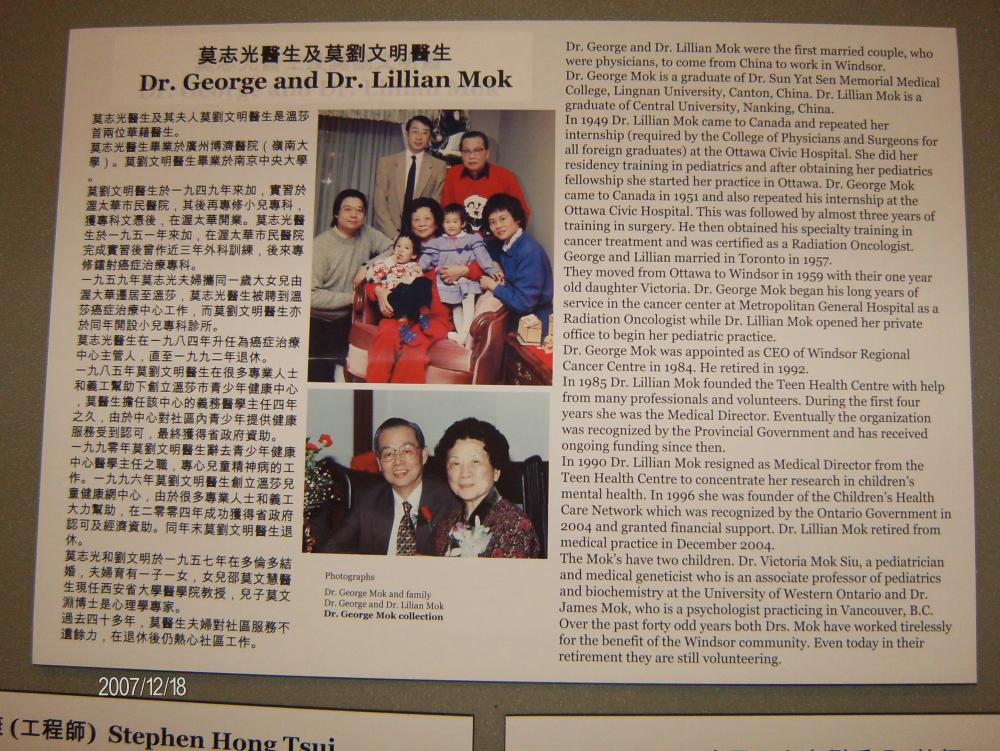 莫志光醫生及莫劉文明醫生
Dr. George and Dr. Lillian Mok
莫志光醫生及其夫人莫劉文明醫生是溫莎
首兩位華藉醫生。
莫志光醫生畢業於廣州博濟醫院（嶺南大
學）。莫劉文明醫生畢業於南京中央大學
。
莫劉文明醫生於一九四九年來加，實習於
渥太華市民醫院，其後再專修小兒專科，
獲專科文憑後，在渥太華開業。莫志光醫
生於一九五一年來加，在渥太華市民醫院
完成實習後曾作近三年外科訓練，後來專
修鐳射癌症治療專科。
一九五九年莫志光夫婦攜同一歲大女兒由
渥大華遷居至溫莎，莫志光醫生被聘到溫
莎癌症治療中心工作，而莫劉文明醫生亦
於同年開設小兒專科診所。
莫志光醫生在一九八四年升任為癌症治療
中心主管人，直至一九九二年退休。
一九八五年莫劉文明醫生在很多專業人士
和義工幫助下創立溫莎市青少年健康中心
，莫醫生擔任該中心的義務醫學主任四年
之久，由於中心對社區內青少年提供健康
服務受到認可，最終獲得省政府資助。
一九九零年莫劉文明醫生辭去青少年健康
中心醫學主任之職，專心兒童精神病的工
作。一九九六年莫劉文明醫生創立溫莎兒
童健康網中心，由於很多專業人士和義工
大力幫助，在二零零四年成功獲得省政府
認可及經濟資助。同年末莫劉文明醫生退
休。
莫志光和劉文明於一九五七年在多倫多結
婚，夫婦育有一子一女，女兒邵莫文慧醫
生現任西安省大學醫學院教授，兒子莫文
淵博士是心理學專家。
過去四十多年，莫醫生夫婦對社區服務不
遺餘力，在退休後仍熱心社區工作。
Photographs
Dr. George Mok and family
Dr. George and Dr. Lilian Mok
Dr. George Mok collection
Dr. George and Dr. Lillian Mok were the first married couple, who
were physicians, to come from China to work in Windsor.
Dr. George Mok is a graduate of Dr. Sun Yat Sen Memorial Medical
College, Lingnan University, Canton, China. Dr. Lillian Mok is a
graduate of Central University, Nanking, China.
In 1949 Dr. Lillian Mok came to Canada and repeated her
internship (required by the College of Physicians and Surgeons for
all foreign graduates) at the Ottawa Civic Hospital. She did her
residency training in pediatrics and after obtaining her pediatrics
fellowship she started her practice in Ottawa. Dr. George Mok
came to Canada in 1951 and also repeated his internship at the
Ottawa Civic Hospital. This was followed by almost three years of
training in surgery. He then obtained his specialty training in
cancer treatment and was certified as a Radiation Oncologist.
George and Lillian married in Toronto in 1957.
They moved from Ottawa to Windsor in 1959 with their one year
old daughter Victoria. Dr. George Mok began his long years of
service in the cancer center at Metropolitan General Hospital as a
Radiation Oncologist while Dr. Lillian Mok opened her private
office to begin her pediatric practice.
Dr. George Mok was appointed as CEO of Windsor Regional
Cancer Centre in 1984. He retired in 1992.
In 1985 Dr. Lillian Mok founded the Teen Health Centre with help
from many professionals and volunteers. During the first four
years she was the Medical Director. Eventually the organization
was recognized by the Provincial Government and has received
ongoing funding since then.
In 1990 Dr. Lillian Mok resigned as Medical Director from the
Teen Health Centre to concentrate her research in children's
mental health. In 1996 she was founder of the Children's Health
Care Network which was recognized by the Ontario Government in
2004 and granted financial support. Dr. Lillian Mok retired from
medical practice in December 2004.
The Mok's have two children. Dr. Victoria Mok Siu, a pediatrician
and medical geneticist who is an associate professor of pediatrics
and biochemistry at the University of Western Ontario and Dr.
James Mok, who is a psychologist practicing in Vancouver, B.C.
Over the past forty odd years both Drs. Mok have worked tirelessly
for the benefit of the Windsor community. Even today in their
retirement they are still volunteering.
2007/12/18
(工程師) Stephen Hong Tsui